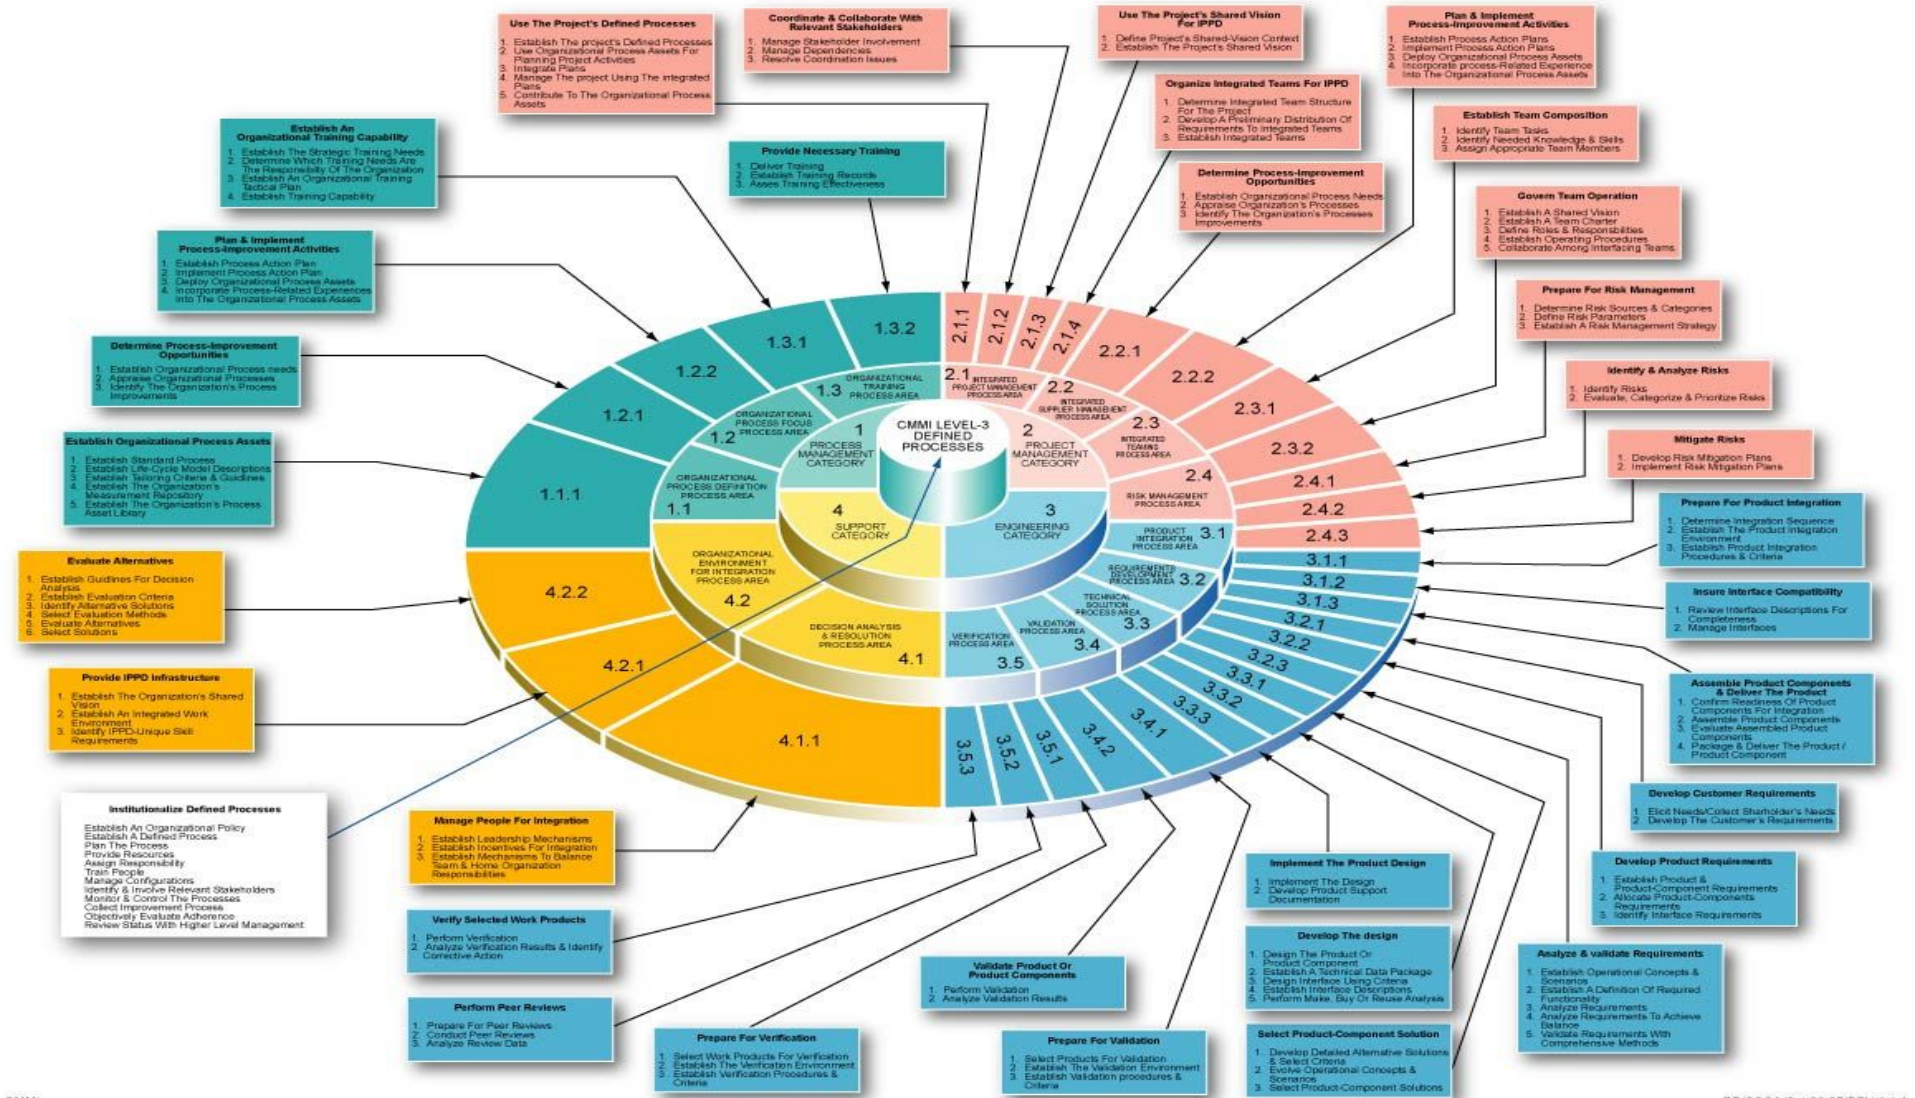 Use The Project's Defined Processes
1. Establish The project's Defined Processes
2. Use Organizational Process Assets For
Planning Project Activities
3. Integrate Plans
4. Manage The project Using The integrated
Plans
5. Contribute To The Organizational Process
Assets
Coordinate & Collaborate With
Relevant Stakeholders
1. Manage Stakeholder Involvement
2. Manage Dependencies
3. Resolve Coordination Issues
Use The Project's Shared Vision
For IPPD
1. Define Project's Shared-Vision Context
2. Establish The Project's Shared Vision
Plan & Implement
Process-Improvement Activities
1. Establish Process Action Plans
2. Implement Process Action Plans
3. Deploy Organizational Process Assets
4. Incorporate process-Related Experience
Into The Organizational Process Assets
Organize Integrated Teams For IPPD
1. Determine Integrated Team Structure
For The Project
2. Develop A Preliminary Distribution Of
Requirements To Integrated Teams
3. Establish Integrated Teams
Establish Team Composition
1. Identify Team Tasks
2. Identify Needed Knowledge & Skills
3. Assign Appropriate Team Members
Establish An
Organizational Training Capability
1. Establish The Strategic Training Needs
2. Determine Which Training Needs Are
The Responsibilty Of The Organization
3. Establish An Organizational Training
Tactical Plan
4. Establish Training Capability
Provide Necessary Training
1. Deliver Training
2. Establish Training Records
3. Asses Training Effectiveness
Determine Process-Improvement
Opportunities
1. Establish Organizational Process Needs
2. Appraise Organization's Processes
3. Identify The Organization's Processes
Improvements
Govern Team Operation
1. Establish A Shared Vision
2. Establish A Team Charter
3. Define Roles & Responsbilities
4. Establish Operating Procedures
5. Collaborate Among Interfacing Teams
Plan & Implement
Process-Improvement Activities
1. Establish Process Action Plan
2. Implement Process Action Plan
3. Deploy Organizational Process Assets
4. Incorporate Process-Related Experiences
Into The Organizational Process Assets
Prepare For Risk Management
1. Determine Risk Sources & Categories
2. Define Risk Parameters
3. Establish A Risk Management Strategy
Determine Process-Improvement
Opportunities
1. Establish Organizational Process needs
2. Appraise Organizational Processes
3. Identify The Organization's Process
Improvements
Identify & Analyze Risks
1. Identify Risks
2. Evaluate, Categorize & Prioritize Risks
Establish Organizational Process Assets
1. Establish Standard Process
2. Establish Life-Cycle Model Descriptions
3. Establish Tailoring Criteria & Guidlines
4. Establish The Organization's
Measurement Repository
5. Establish The Organization's Process
Asset Library
Mitigate Risks
1. Develop Risk Mitigation Plans
2. Implement Risk Mitigation Plans
CMMI LEVEL-3
DEFINED
PROCESSES
1
PROCESS
MANAGEMENT
CATEGORY
2
PROJECT
MANAGEMENT
CATEGORY
3
ENGINEERING
CATEGORY
4
SUPPORT
CATEGORY
1.1
ORGANIZATIONAL
PROCESS DEFINITION
PROCESS AREA
1.2
ORGANIZATIONAL
PROCESS FOCUS
PROCESS AREA
1.3
ORGANIZATIONAL
TRAINING
PROCESS AREA
2.1
INTEGRATED
PROJECT MANAGEMENT
PROCESS AREA
2.2
INTEGRATED
SUPPLIER MANAGEMENT
PROCESS AREA
2.3
INTEGRATED
TEAMING
PROCESS AREA
2.4
RISK MANAGEMENT
PROCESS AREA
PRODUCT
INTEGRATION
PROCESS AREA
3.1
REQUIREMENTS
DEVELOPMENT
PROCESS AREA
3.2
TECHNICAL
SOLUTION
PROCESS AREA
3.3
VALIDATION
PROCESS AREA
3.4
VERIFICATION
PROCESS AREA
3.5
DECISION ANALYSIS
& RESOLUTION
PROCESS AREA
4.1
ORGANIZATIONAL
ENVIRONMENT
FOR INTEGRATION
PROCESS AREA
4.2
1.1.1
1.2.1
1.2.2
1.3.1
1.3.2
2.1.1
2.1.2
2.1.3
2.1.4
2.2.1
2.2.2
2.3.1
2.3.2
2.4.1
2.4.2
2.4.3
3.1.1
3.1.2
3.1.3
3.2.1
3.2.2
3.2.3
3.3.1
3.3.2
3.3.3
3.4.1
3.4.2
3.5.1
3.5.2
3.5.3
4.1.1
4.2.1
4.2.2
Prepare For Product Integration
1. Determine Integration Sequence
2. Establish The Product Integration
Environment
3. Establish Product Integration
Procedures & Criteria
Evaluate Alternatives
1. Establish Guidlines For Decision
Analysis
2. Establish Evaluation Criteria
3. Identify Alternative Solutions
4. Select Evaluation Methods
5. Evaluate Alternatives
6. Select Solutions
Insure Interface Compatibility
1. Review Interface Descriptions For
Completeness
2. Manage Interfaces
Provide IPPD Infrastructure
1. Establish The Organization's Shared
Vision
2. Establish An Integrated Work
Environment
3. Identify IPPD-Unique Skill
Requirements
Assemble Product Components
& Deliver The Product
1. Confirm Readiness Of Product
Components For Integration
2. Assemble Product Components
3. Evaluate Assembled Product
Components
4. Package & Deliver The Product /
Product Component
Develop Customer Requirements
1. Elicit Needs/Collect Sharholder's Needs
2. Develop The Customer's Requirements
Institutionalize Defined Processes
Establish An Organizational Policy
Establish A Defined Process
Plan The Process
Provide Resources
Assign Responsibility
Train People
Manage Configurations
Identify & Involve Relevant Stakeholders
Monitor & Control The Processes
Collect Improvement Process
Objectively Evaluate Adherence
Review Status With Higher Level Management
Manage People For Integration
1. Establish Leadership Mechanisms
2. Establish Incentives For Integration
3. Establish Mechanisms To Balance
Team & Home Organization
Responsibilities
Implement The Product Design
1. Implement The Design
2. Develop Product Support
Documentation
Develop Product Requirements
1. Establish Product &
Product-Component Requirements
2. Allocate Product-Components
Requirements
3. Identify Interface Requirements
Verify Selected Work Products
1. Perform Verification
2. Analyze Verification Results & Identify
Corrective Action
Develop The design
1. Design The Product Or
Product Component
2. Establish A Technical Data Package
3. Design Interface Using Criteria
4. Establish Interface Descriptions
5. Perform Make, Buy Or Reuse Analysis
Analyze & validate Requirements
1. Establish Operational Concepts &
Scenarios
2. Establish A Definition Of Required
Functionality
3. Analyze Requirements
4. Analyze Requirements To Achieve
Balance
5. Validate Requirements With
Comprehensive Methods
Validate Product Or
Product Components
1. Perform Validation
2. Analyze Validation Results
Perform Peer Reviews
1. Prepare For Peer Reviews
2. Conduct Peer Reviews
3. Analyze Review Data
Prepare For Verification
1. Select Work Products For Verification
2. Establish The Verification Environment
3. Establish Verification Procedures &
Criteria
Prepare For Validation
1. Select Products For Validation
2. Establish The Validation Environment
3. Establish Validation procedures &
Criteria
Select Product-Component Solution
1. Develop Detailed Alternative Solutions
& Select Criteria
2. Evolve Operational Concepts &
Scenarios
3. Select Product-Component Solutions